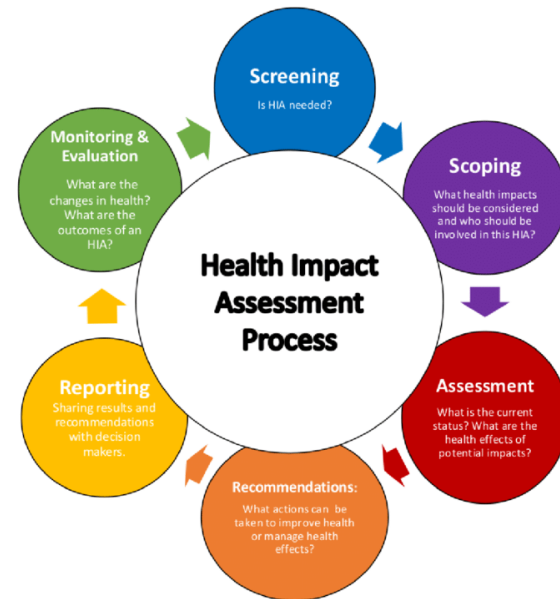 Screening
Is HIA needed?
Scoping
What health impacts
should be considered
and who should be
involved in this HIA?
Assessment
What is the current
status? What are the
health effects of
potential impacts?
Recommendations:
What actions can be
taken to improve health
or manage health
effects?
Reporting
Sharing results and
recommendations
with decision
makers.
Monitoring &
Evaluation
What are the
changes in health?
What are the
outcomes of an
HIA?
Health Impact
Assessment
Process